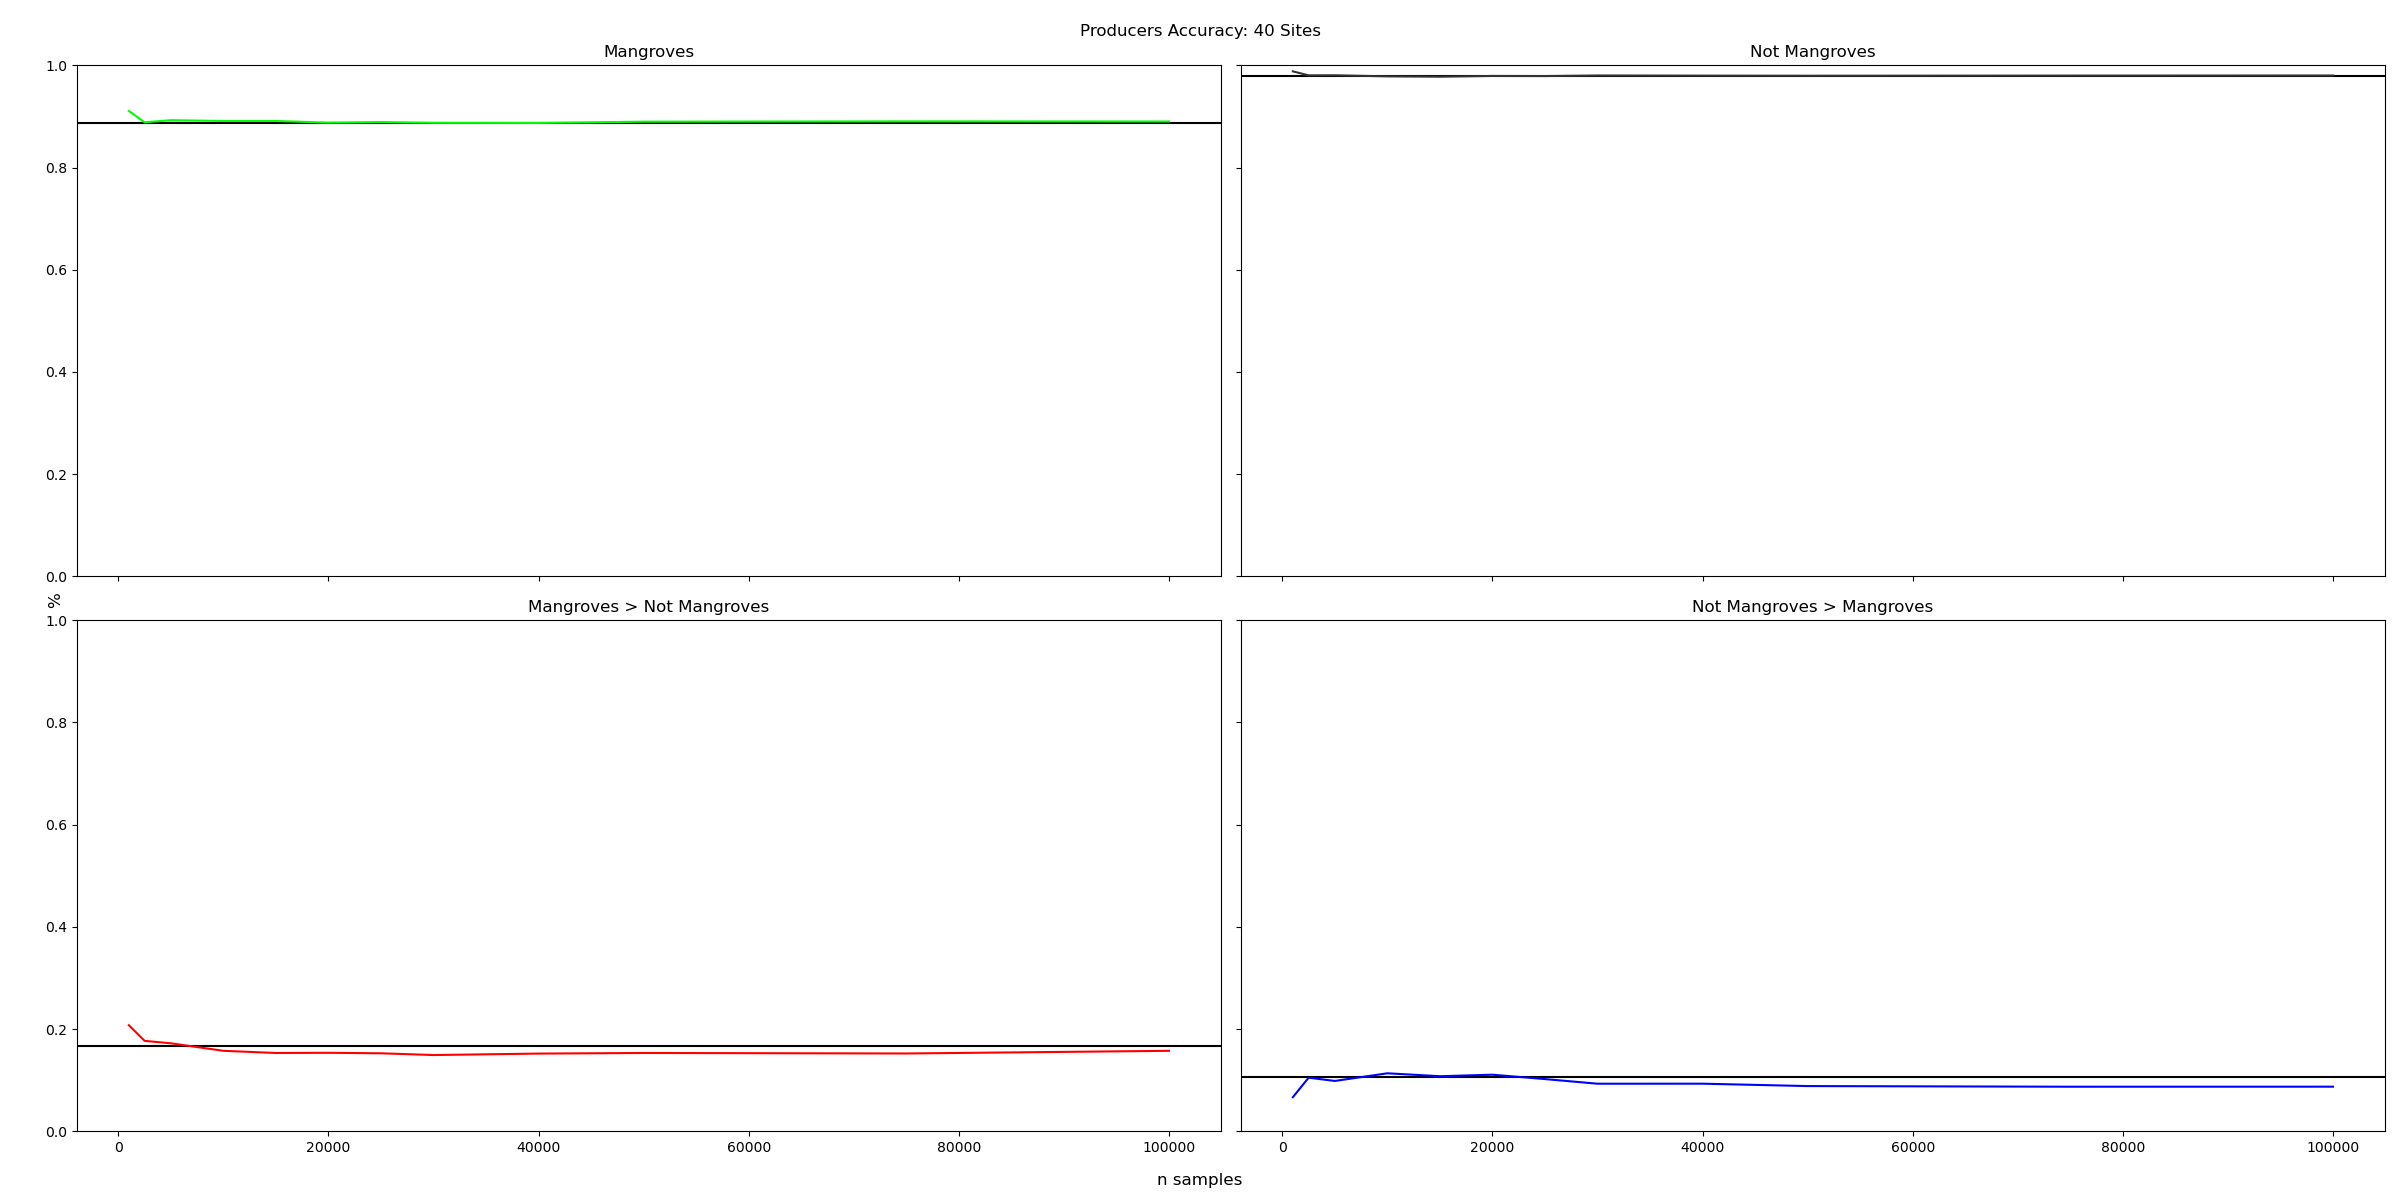 Producers Accuracy: 40 Sites
Mangroves
Not Mangroves
1.0
0.8
0.6
0.4
0.2
0.0
%
Mangroves > Not Mangroves
Not Mangroves > Mangroves
1.0
0.8
0.6
0.4
0.2
0.0
0 20000 40000 60000 80000 100000
0 20000 40000 60000 80000 100000
n samples